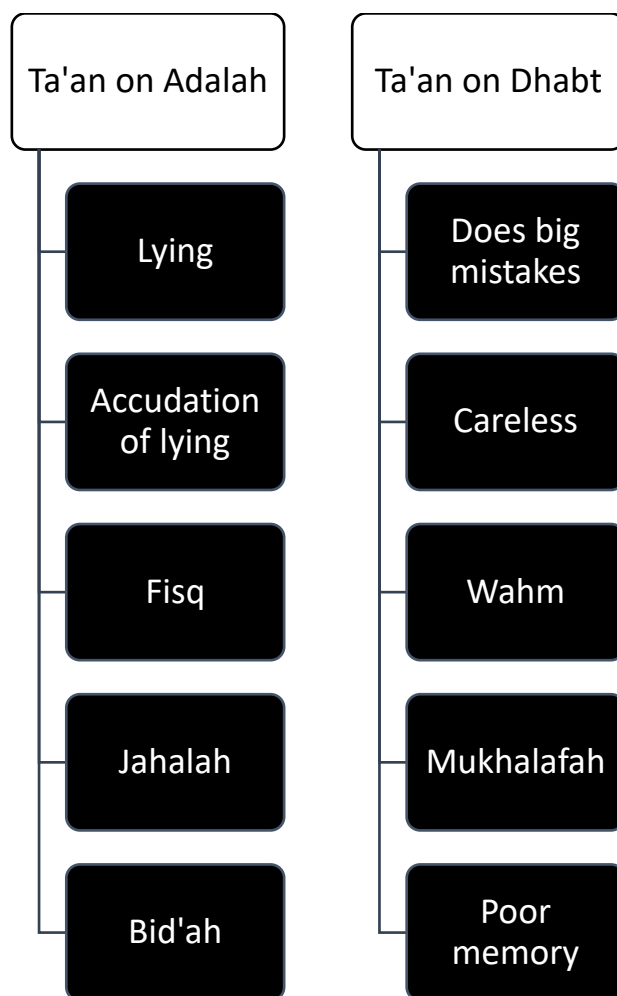 Ta'an on Adalah
Lying
Accudation
of lying
Fisq
Jahalah
Bid'ah
Ta'an on Dhabt
Does big
mistakes
Careless
Wahm
Mukhalafah
Poor
memory